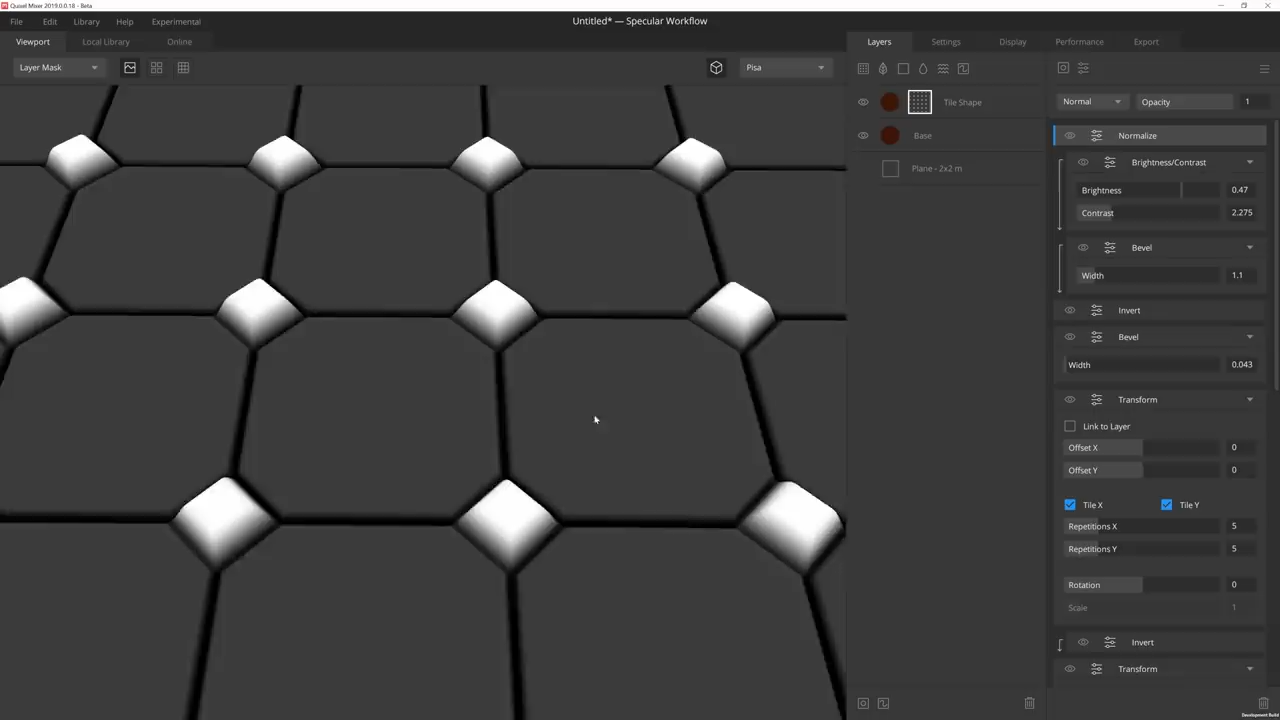 Quixel Mixer 2019.0.0.18 - Beta
File Edit Library Help Experimental
Untitled* — Specular Workflow
Viewport Local Library Online
Layers Settings Display Performance Export
Layer Mask
Pisa
Normal Opacity 1
Tile Shape
Base
Plane - 2x2 m
Normalize
Brightness/Contrast
Brightness 0.47
Contrast 2.275
Bevel
Width 1.1
Invert
Bevel
Width 0.043
Transform
Link to Layer
Offset X 0
Offset Y 0
Tile X Tile Y
Repetitions X 5
Repetitions Y 5
Rotation 0
Scale 1
Invert
Transform
Development Build